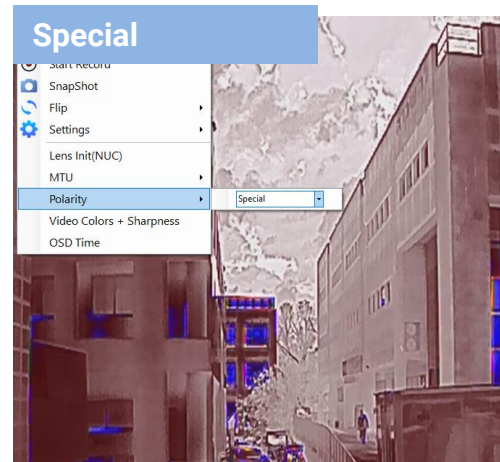 Special
Start Record
SnapShot
Flip
Settings
Lens Init(NUC)
MTU
Polarity
Special
Video Colors + Sharpness
OSD Time